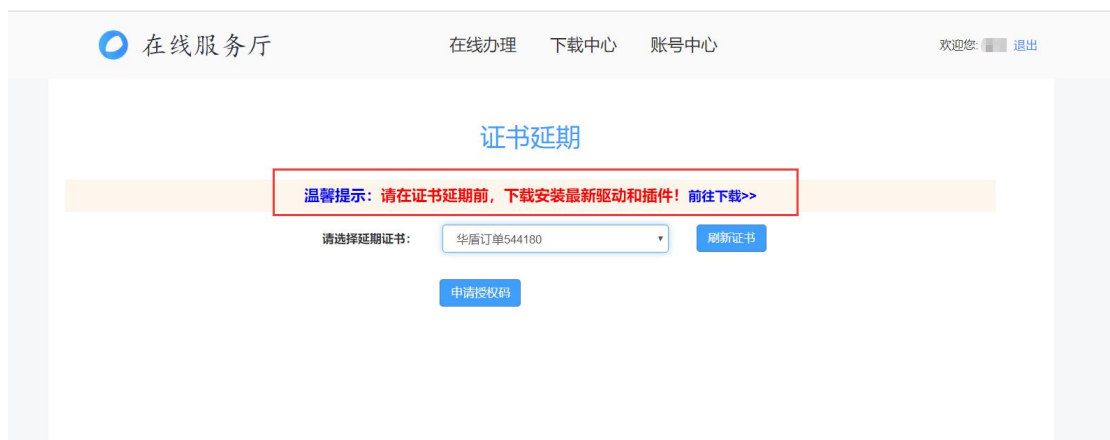 在线服务厅 在线办理 下载中心 账号中心 欢迎您: 退出
证书延期
温馨提示：请在证书延期前，下载安装最新驱动和插件！前往下载>>
请选择延期证书： 华盾订单544180 刷新证书
申请授权码